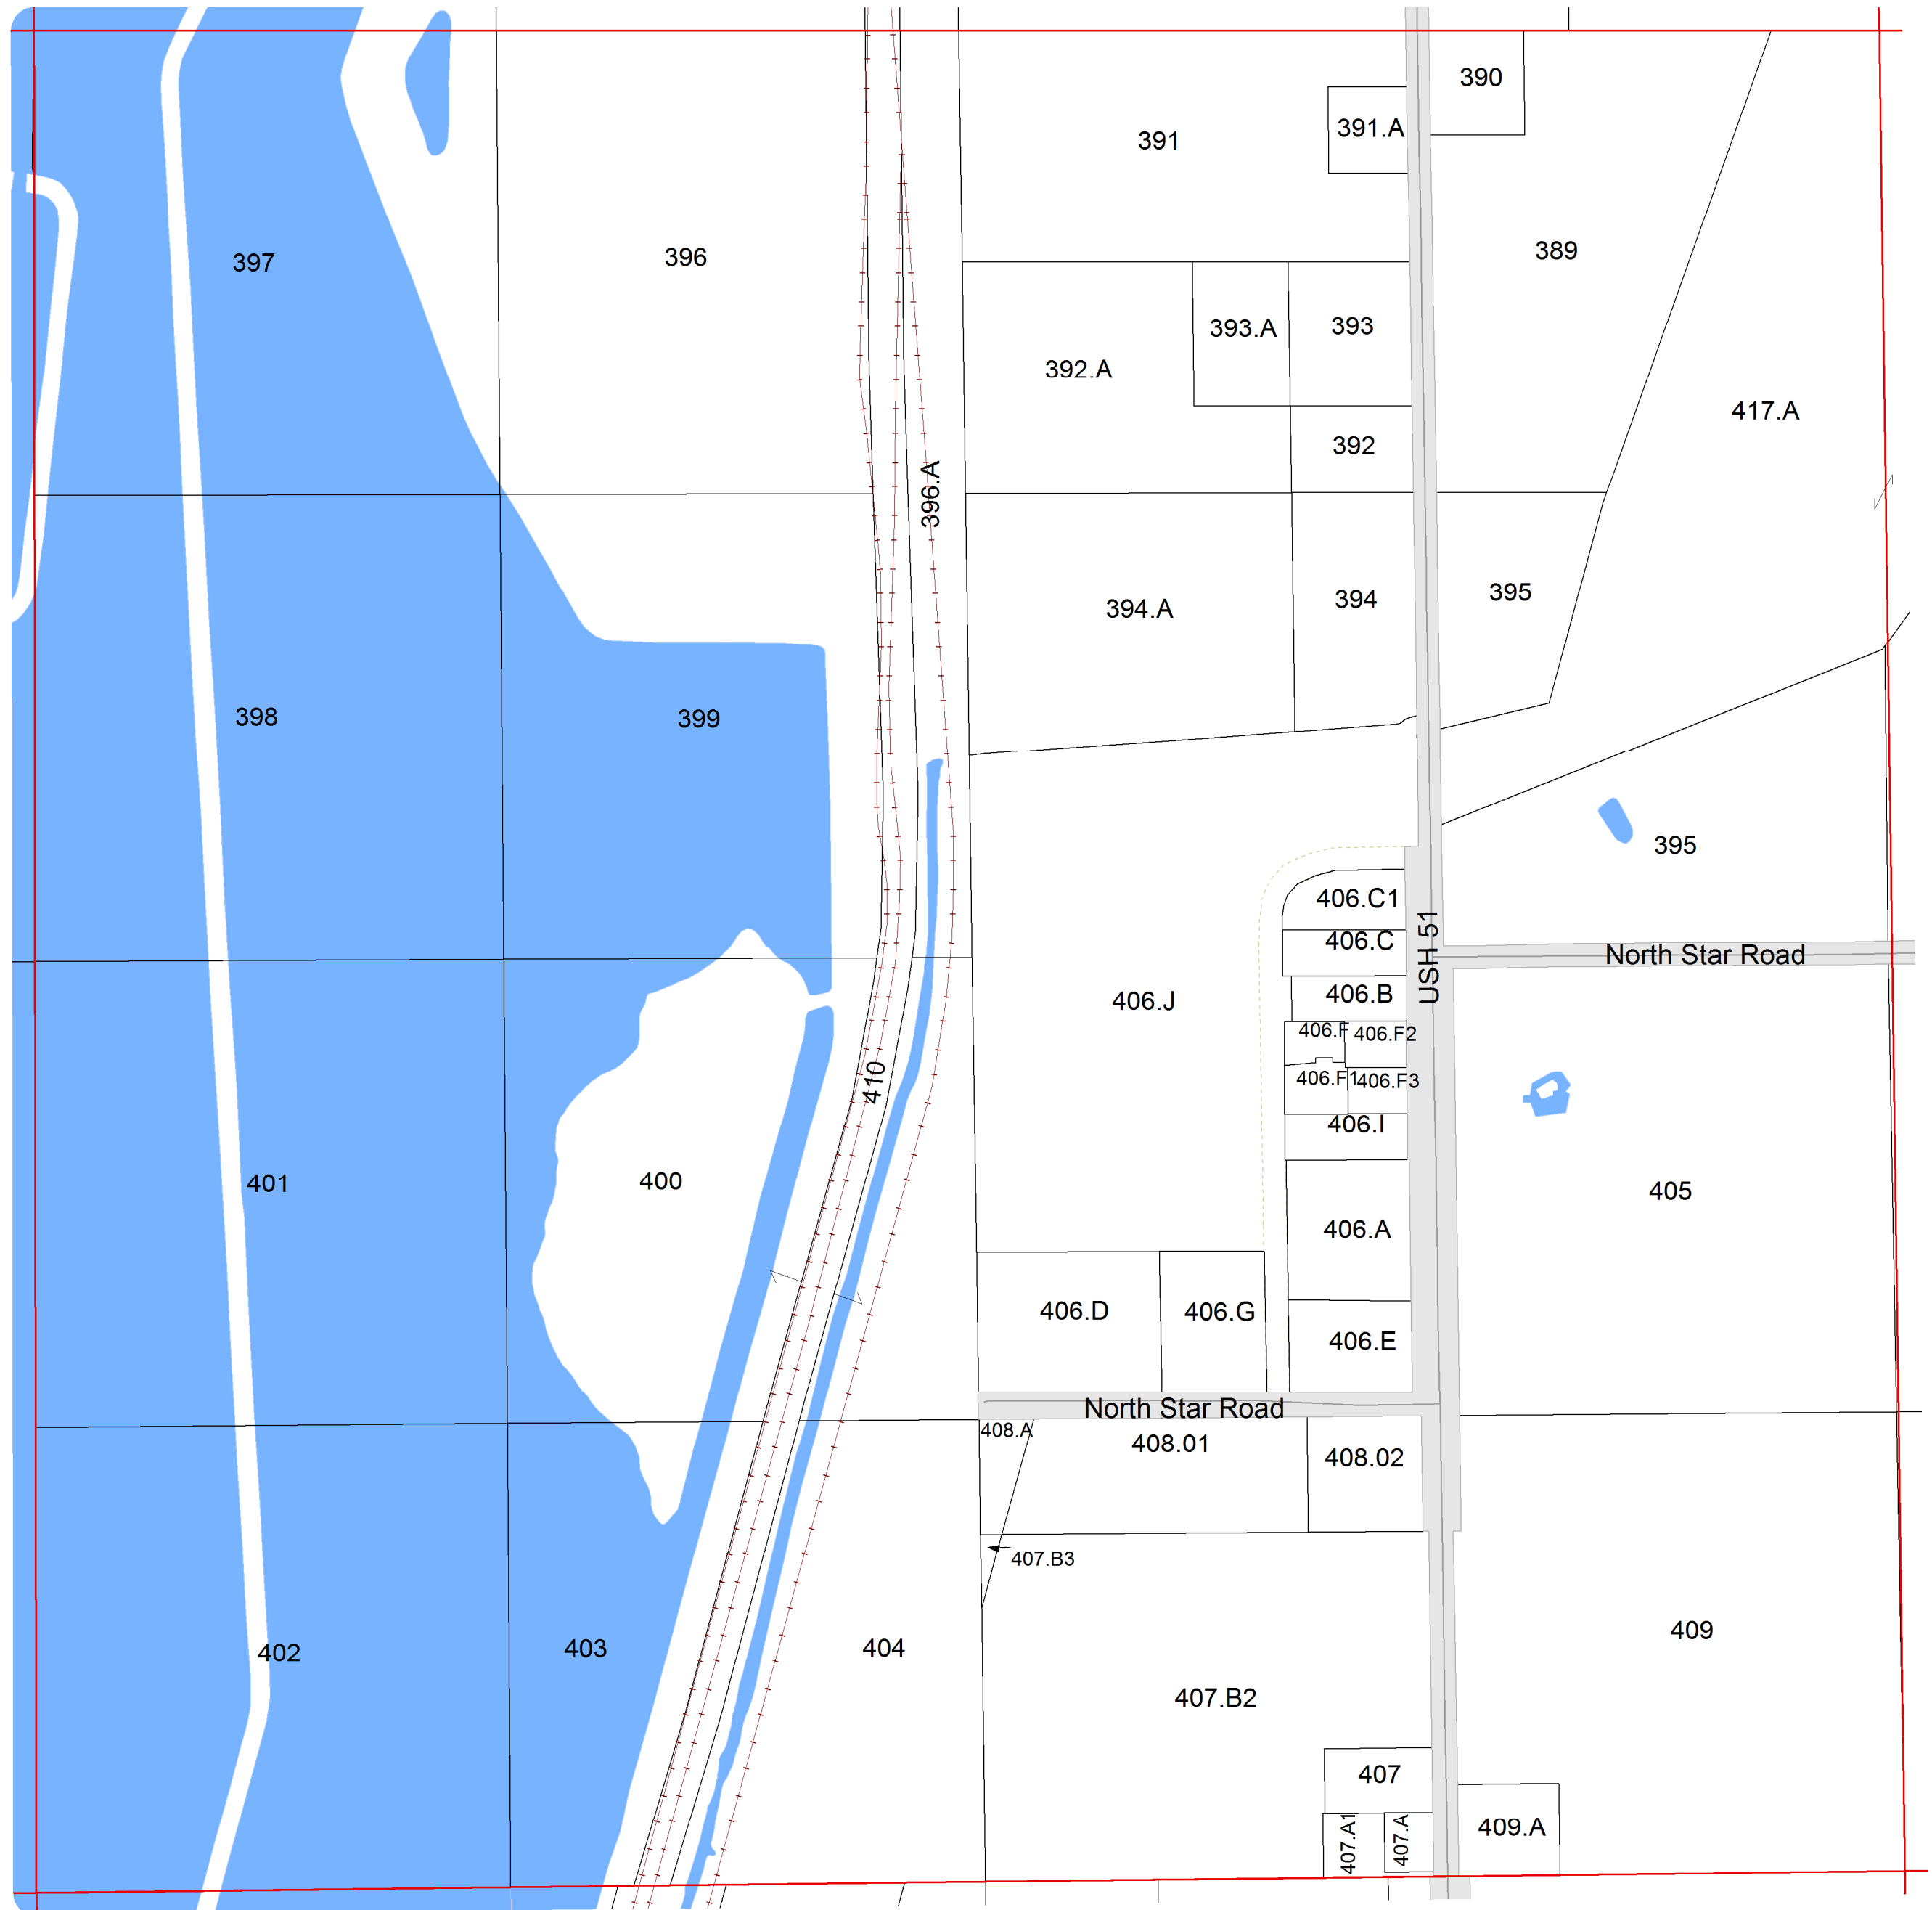 390
391.A
391
389
396
397
393.A
393
392.A
417.A
392
396.A
395
394
394.A
398
399
395
406.C1
406.C
USH 51
North Star Road
406.B
406.J
406.F
406.F2
410
406.F1
406.F3
406.I
400
401
405
406.A
406.D
406.G
406.E
North Star Road
408.A
408.01
408.02
407.B3
409
404
403
402
407.B2
407
409.A
407.A1
407.A